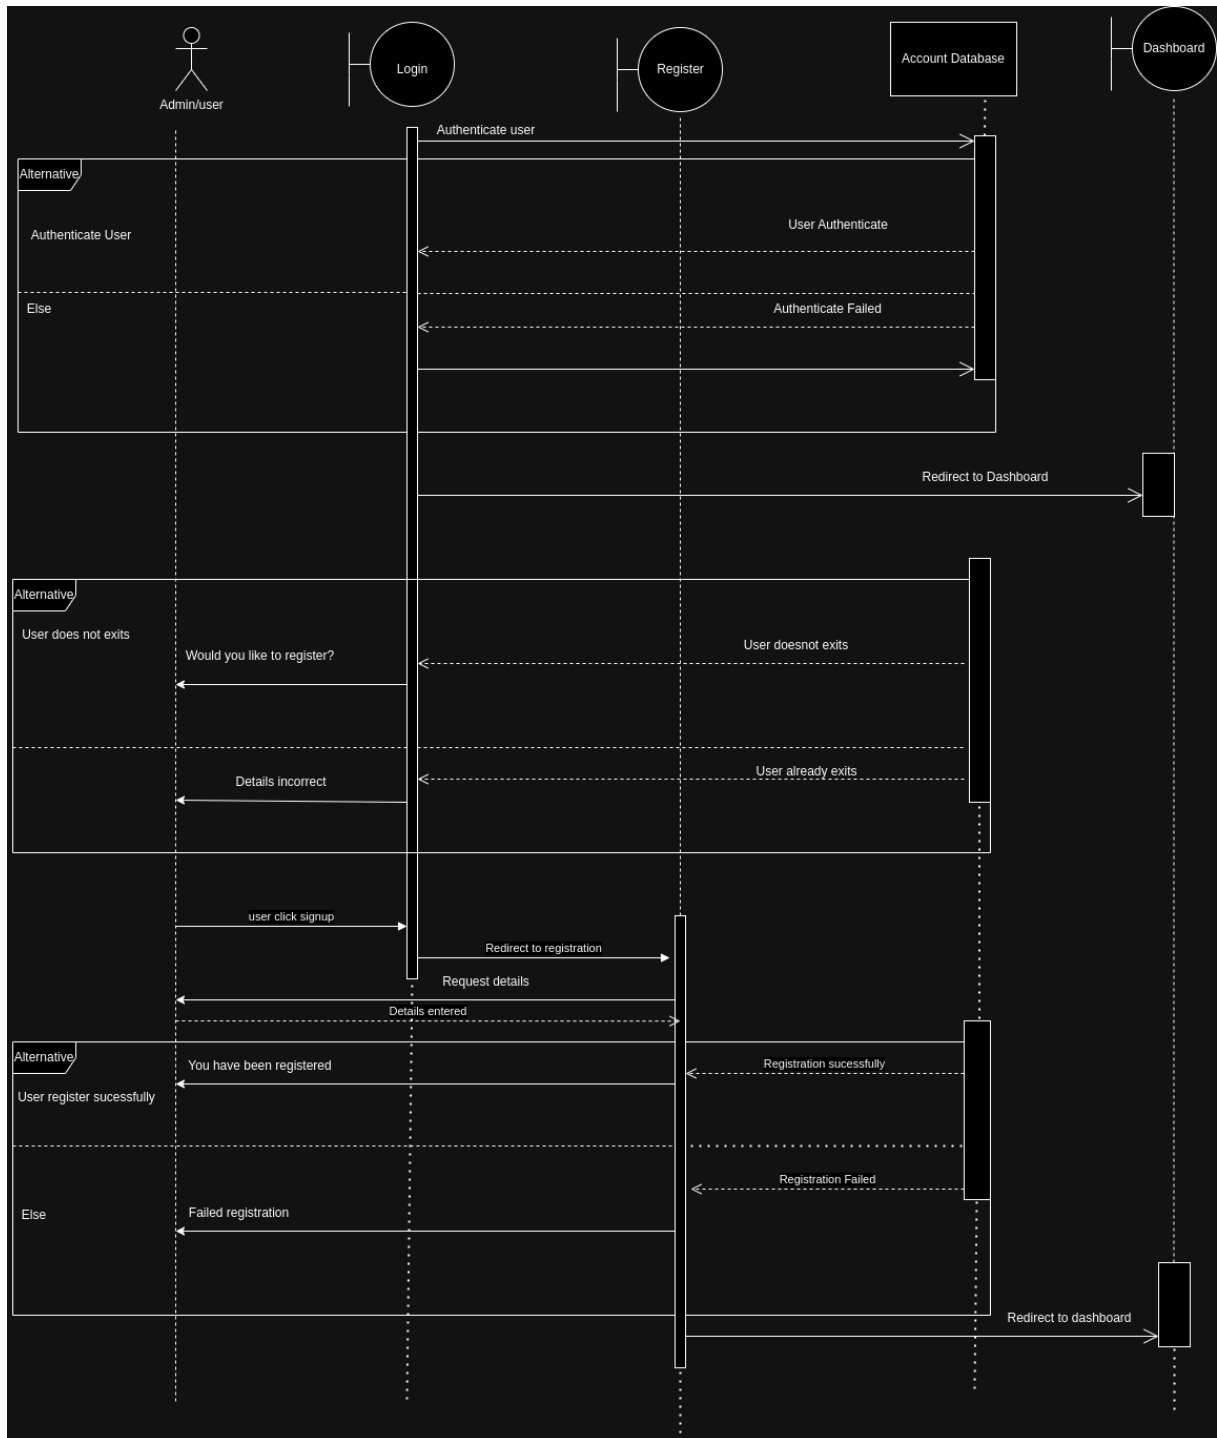 Admin/user
Login
Register
Account Database
Dashboard
Authenticate user
Alternative
Authenticate User
User Authenticate
Else
Authenticate Failed
Redirect to Dashboard
Alternative
User does not exits
Would you like to register?
User doesnot exits
Details incorrect
User already exits
user click signup
Redirect to registration
Request details
Details entered
Alternative
You have been registered
Registration sucessfully
User register sucessfully
Registration Failed
Else
Failed registration
Redirect to dashboard